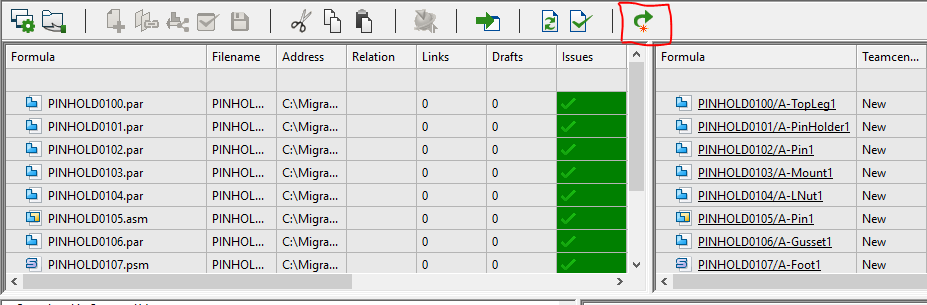 Formula Filename Address Relation Links Drafts Issues Formula Teamcen...
PINHOLD0100.par PINHOL... C:\Migra... 0 0 PINHOLD0100/A-TopLeg1 New
PINHOLD0101.par PINHOL... C:\Migra... 0 0 PINHOLD0101/A-PinHolder1 New
PINHOLD0102.par PINHOL... C:\Migra... 0 0 PINHOLD0102/A-Pin1 New
PINHOLD0103.par PINHOL... C:\Migra... 0 0 PINHOLD0103/A-Mount1 New
PINHOLD0104.par PINHOL... C:\Migra... 0 0 PINHOLD0104/A-LNut1 New
PINHOLD0105.asm PINHOL... C:\Migra... 0 0 PINHOLD0105/A-Pin1 New
PINHOLD0106.par PINHOL... C:\Migra... 0 0 PINHOLD0106/A-Gusset1 New
PINHOLD0107.psm PINHOL... C:\Migra... 0 0 PINHOLD0107/A-Foot1 New